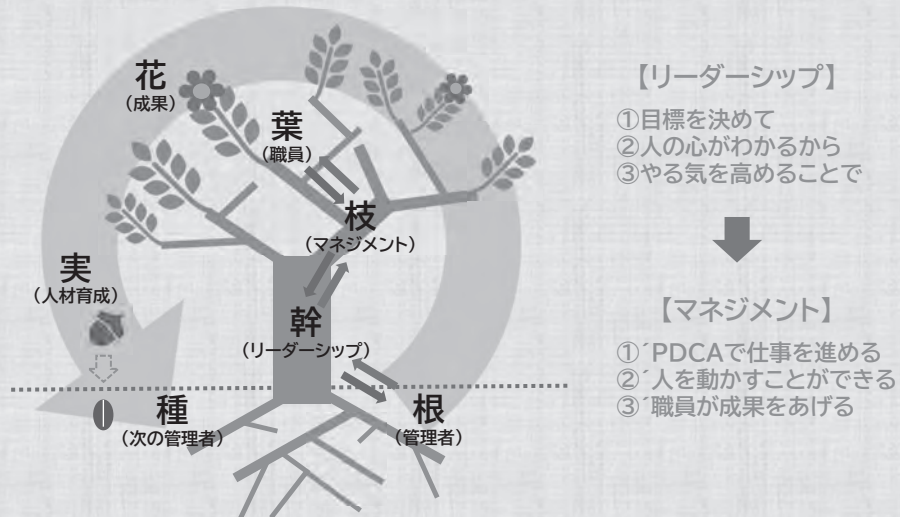 花
(成果)
葉
(職員)
枝
(マネジメント)
実
(人材育成)
幹
(リーダーシップ)
種
(次の管理者)
根
(管理者)
【リーダーシップ】
①目標を決めて
②人の心がわかるから
③やる気を高めることで
【マネジメント】
①´PDCAで仕事を進める
②´人を動かすことができる
③´職員が成果をあげる